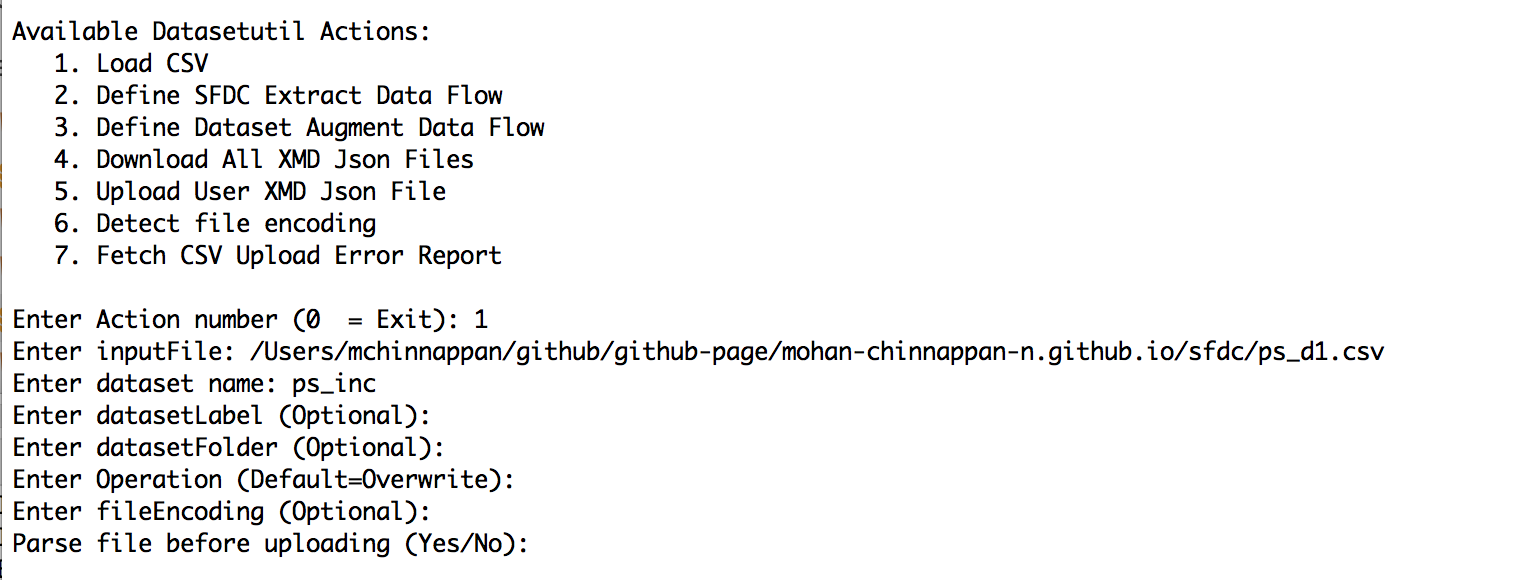 Available Datasetutil Actions:
1. Load CSV
2. Define SFDC Extract Data Flow
3. Define Dataset Augment Data Flow
4. Download All XMD Json Files
5. Upload User XMD Json File
6. Detect file encoding
7. Fetch CSV Upload Error Report
Enter Action number (0  = Exit): 1
Enter inputFile: /Users/mchinnappan/github/github-page/mohan-chinnappan-n.github.io/sfdc/ps_d1.csv
Enter dataset name: ps_inc
Enter datasetLabel (Optional):
Enter datasetFolder (Optional):
Enter Operation (Default=Overwrite):
Enter fileEncoding (Optional):
Parse file before uploading (Yes/No):